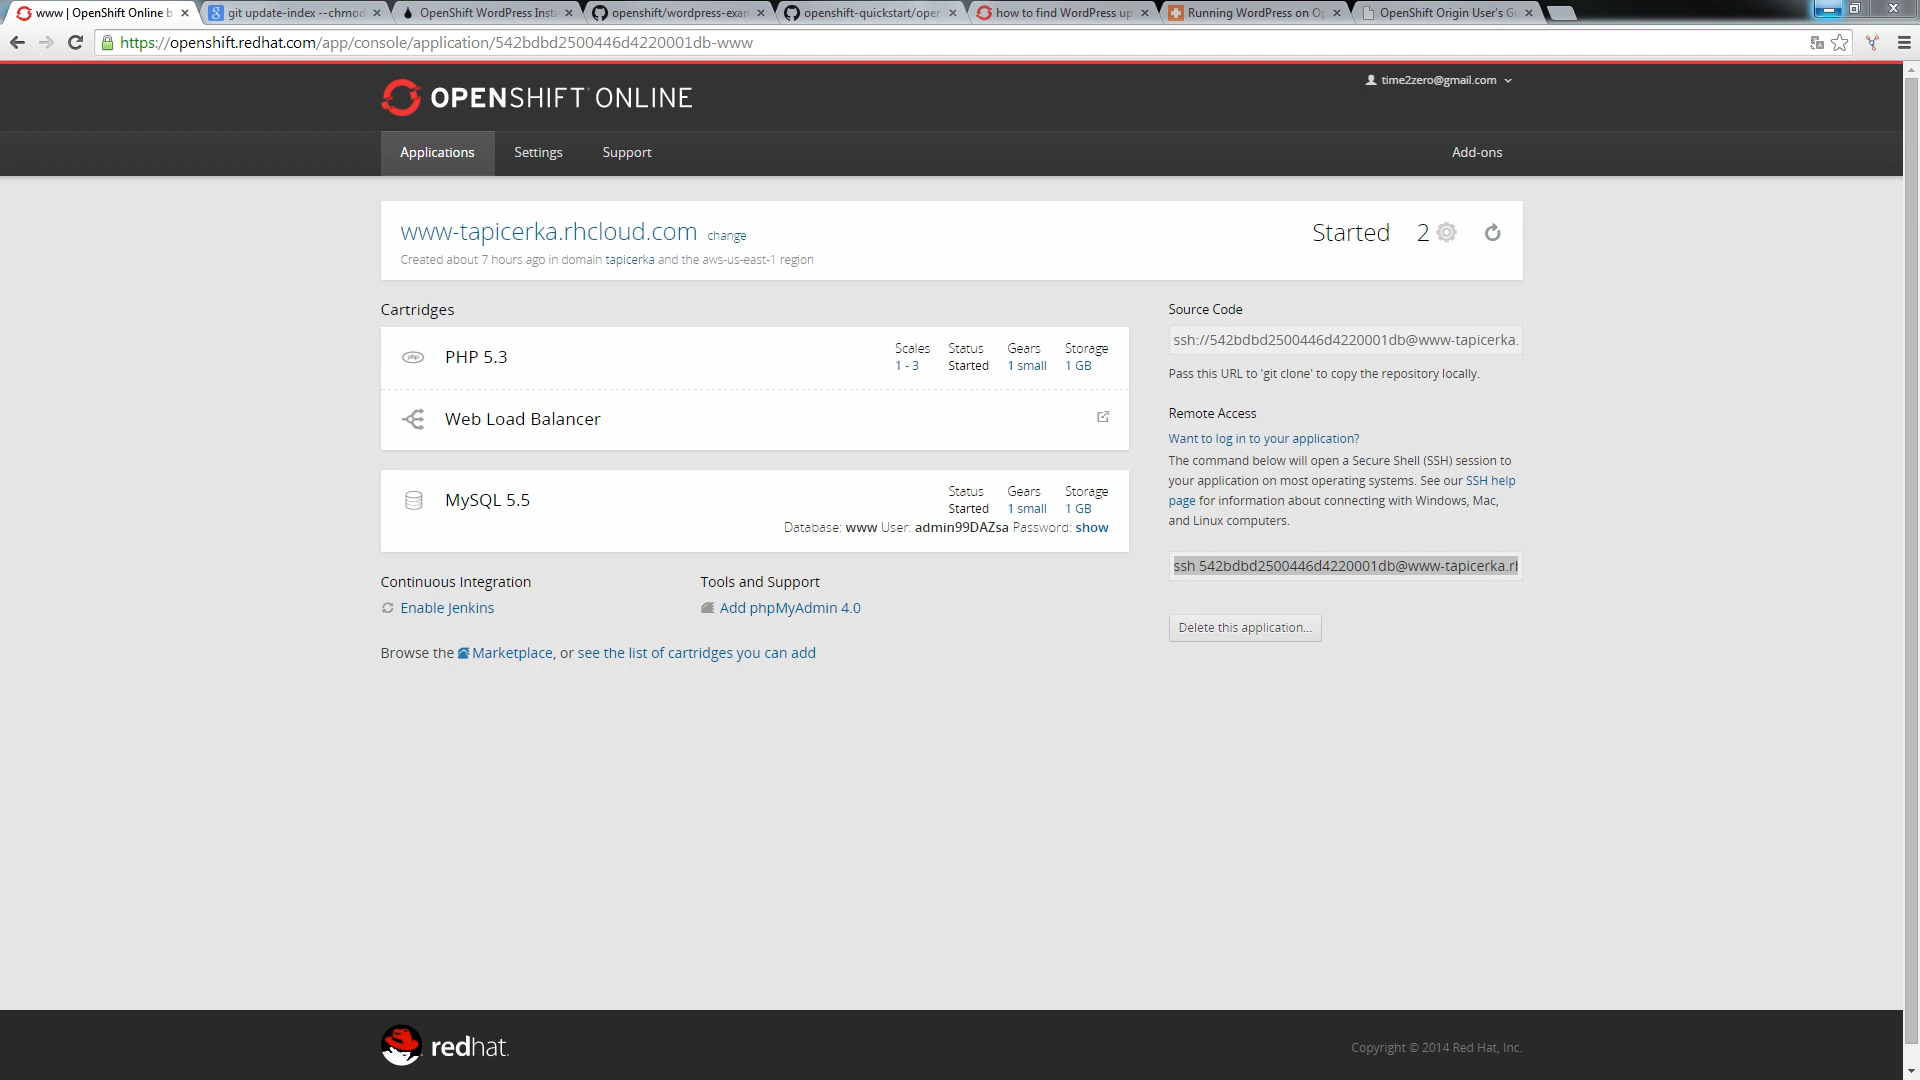 www | OpenShift Online b
git update-index --chmod
OpenShift WordPress Insta
openshift/wordpress-exan
openshift-quickstart/open
how to find WordPress up
Running WordPress on Op
OpenShift Origin User's Gu
https://openshift.redhat.com/app/console/application/542bdbd2500446d4220001db-www
OPENSHIFT ONLINE
time2zero@gmail.com
Applications
Settings
Support
Add-ons
www-tapicerka.rhcloud.com change
Started 2
Created about 7 hours ago in domain tapicerka and the aws-us-east-1 region
Cartridges
php
PHP 5.3
Scales Status Gears Storage
1 - 3 Started 1 small 1 GB
Web Load Balancer
MySQL 5.5
Status Gears Storage
Started 1 small 1 GB
Database: www User: admin99DAZsa Password: show
Continuous Integration
Enable Jenkins
Tools and Support
Add phpMyAdmin 4.0
Browse the Marketplace, or see the list of cartridges you can add
Source Code
ssh://542bdbd2500446d4220001db@www-tapicerka.
Pass this URL to 'git clone' to copy the repository locally.
Remote Access
Want to log in to your application?
The command below will open a Secure Shell (SSH) session to
your application on most operating systems. See our SSH help
page for information about connecting with Windows, Mac,
and Linux computers.
ssh 542bdbd2500446d4220001db@www-tapicerka.rh
Delete this application...
redhat.
Copyright © 2014 Red Hat, Inc.